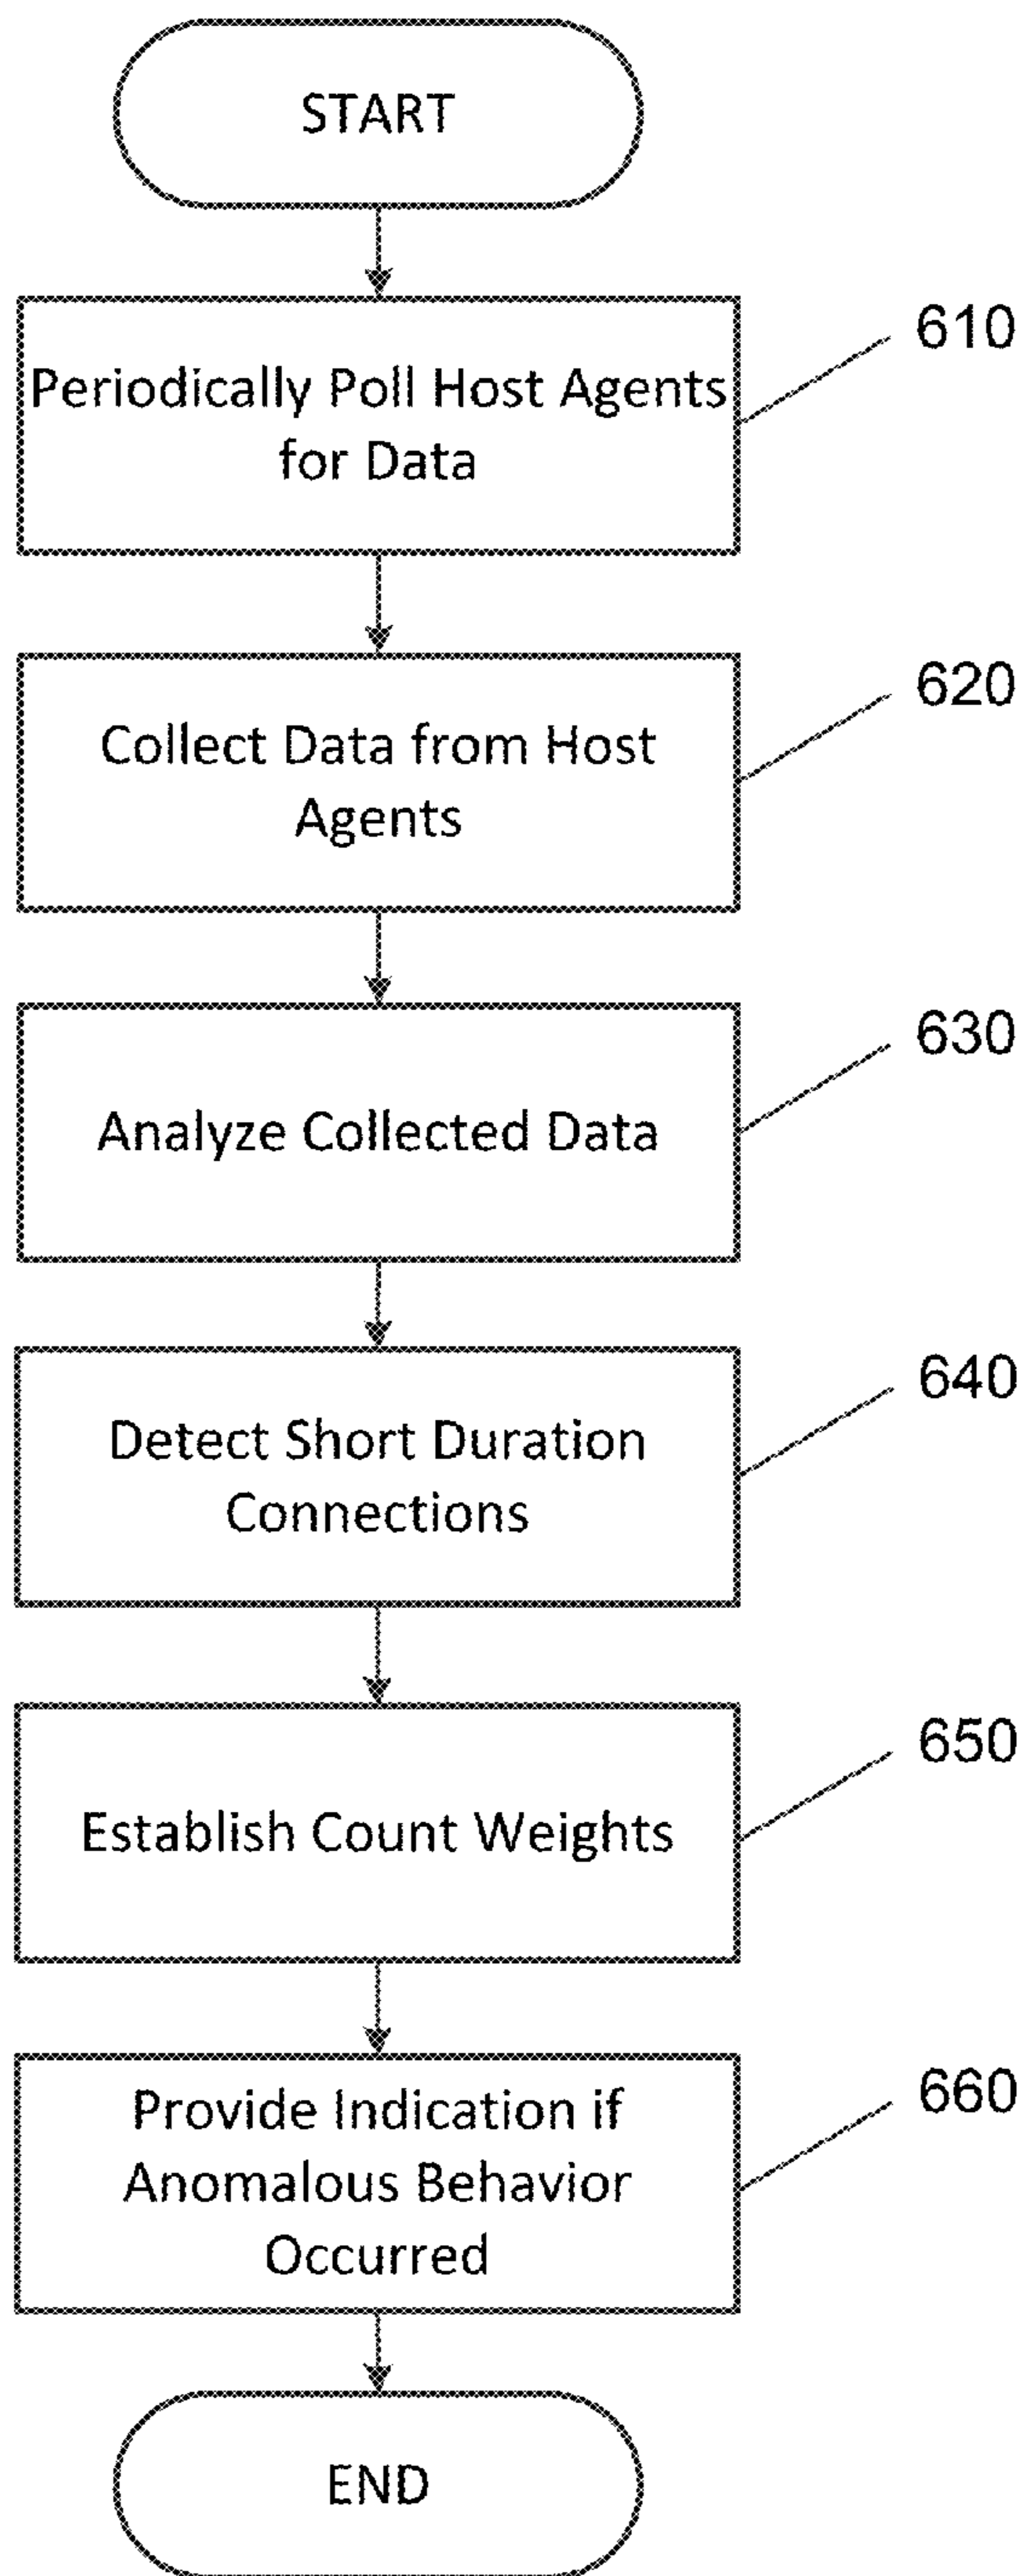 START
610
Periodically Poll Host Agents
for Data
620
Collect Data from Host
Agents
630
Analyze Collected Data
640
Detect Short Duration
Connections
650
Establish Count Weights
660
Provide Indication if
Anomalous Behavior
Occurred
END